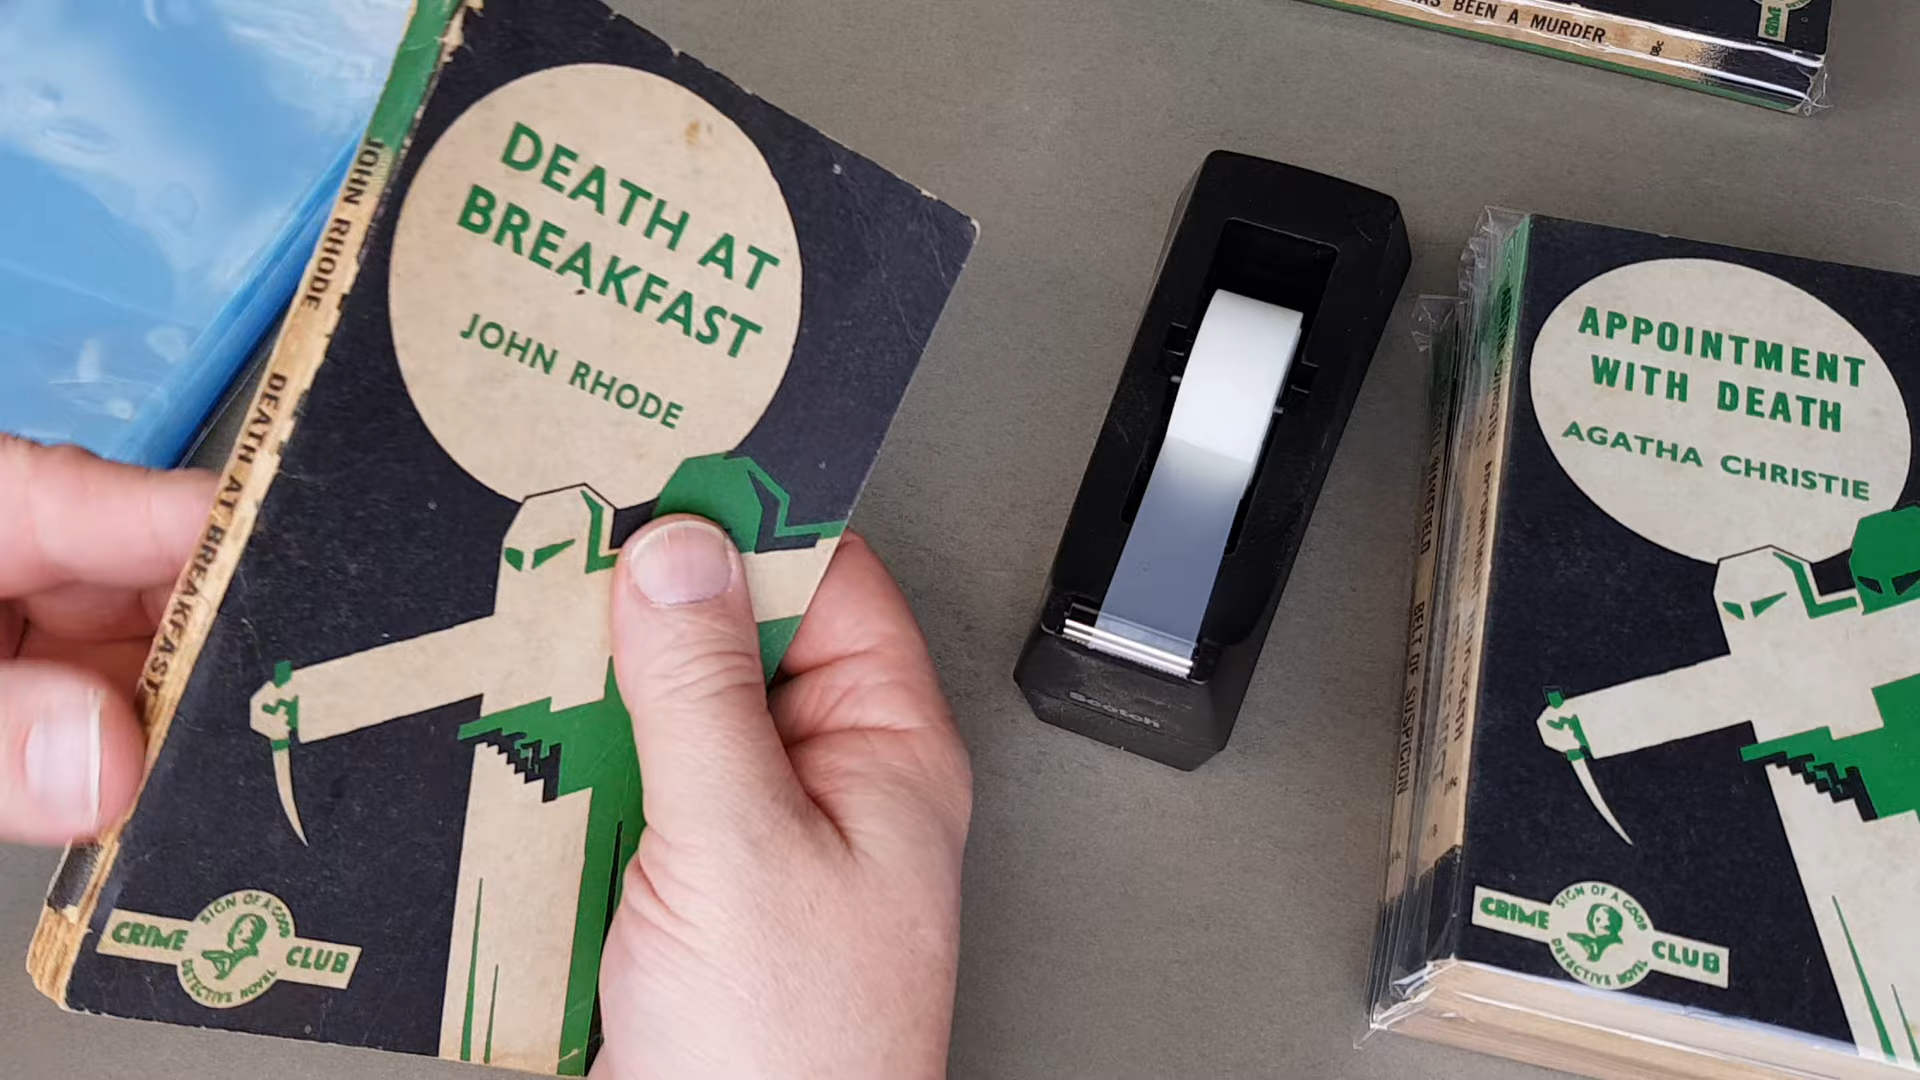 DEATH AT
BREAKFAST
JOHN RHODE
JOHN RHODE DEATH AT BREAKFAST
CRIME CLUB
SIGN OF A GOOD
DETECTIVE NOVEL
Scotch
BEEN A MURDER
CRIME
APPOINTMENT
WITH DEATH
AGATHA CHRISTIE
BELT OF SUSPICION
CRIME CLUB
SIGN OF A GOOD
DETECTIVE NOVEL